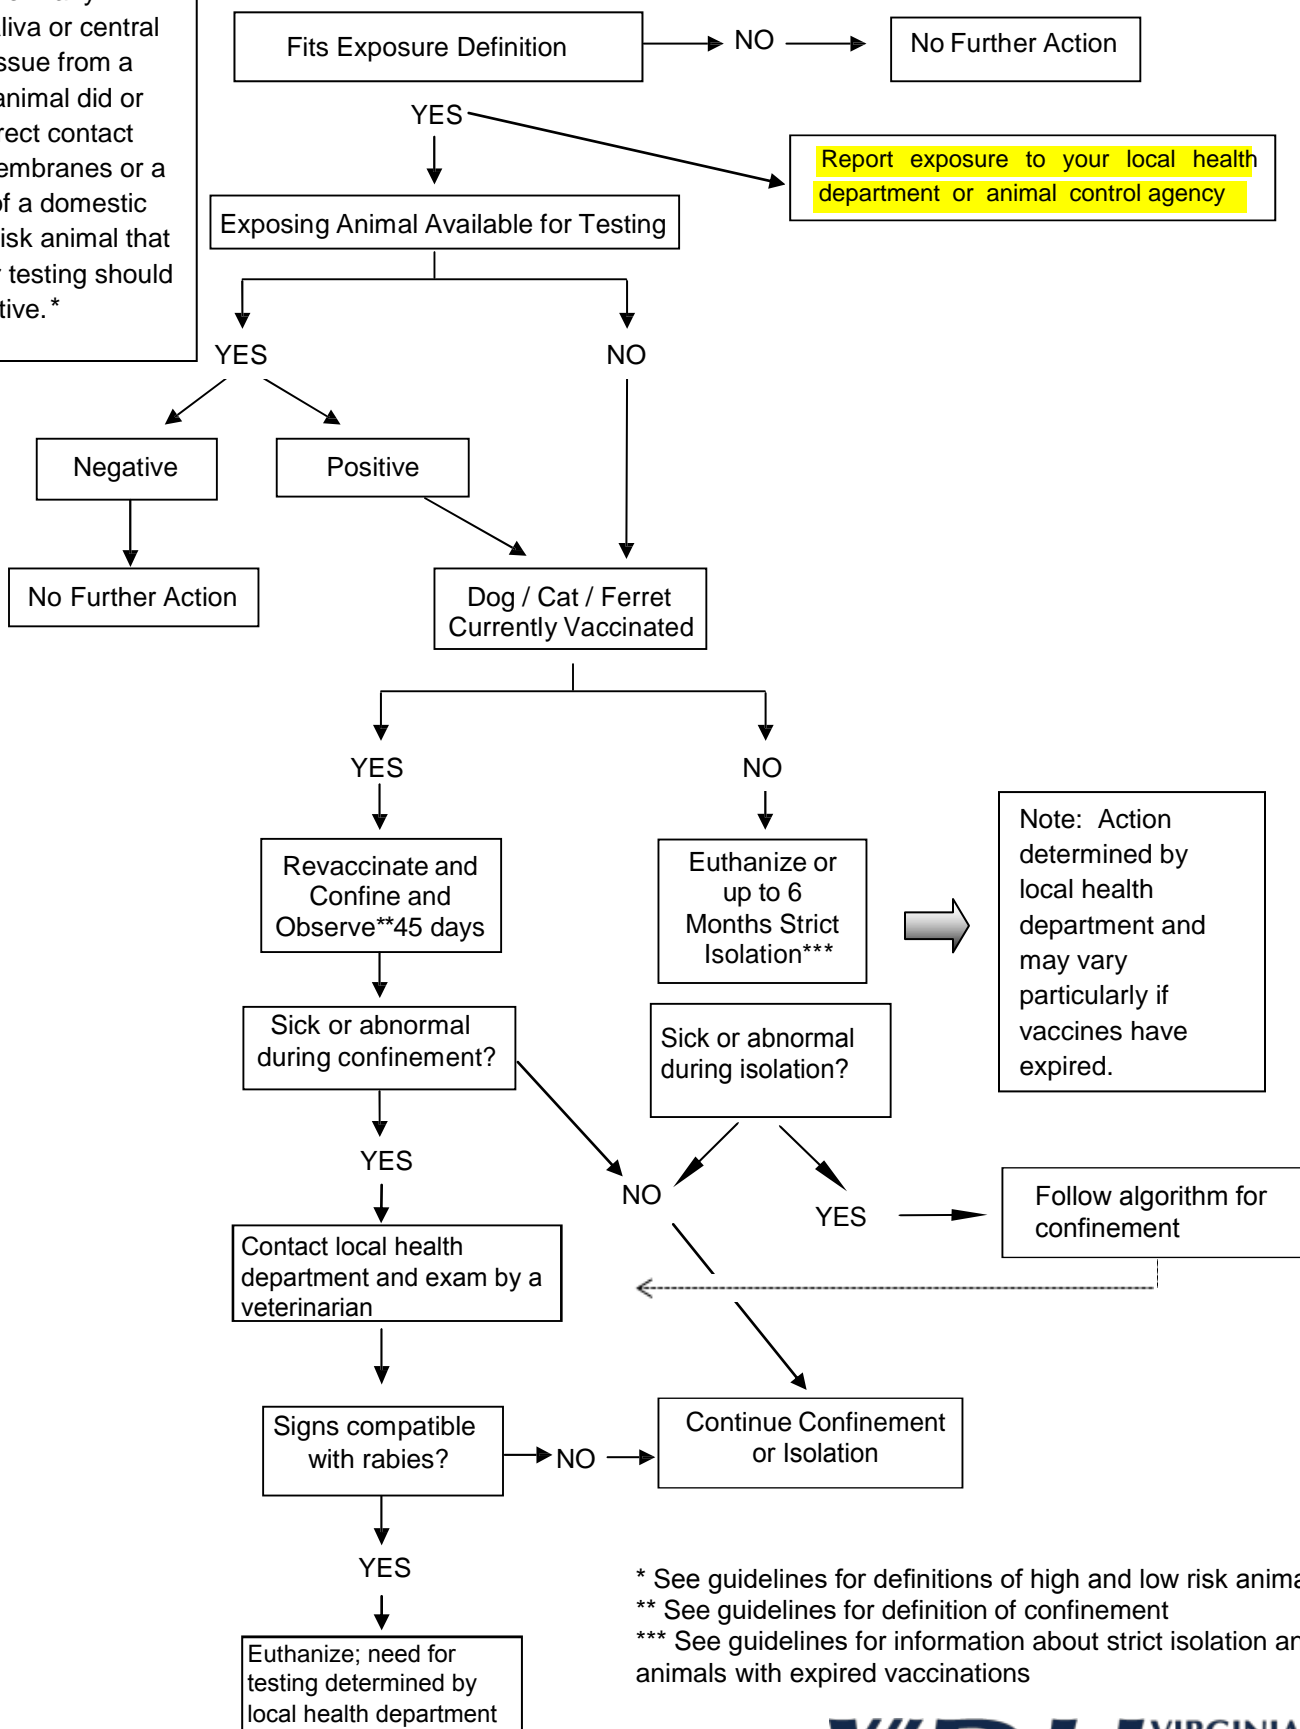 aliva or central
issue from a
animal did or
rect contact
embranes or a
of a domestic
risk animal that
r testing should
tive.*
Fits Exposure Definition
NO
No Further Action
YES
Report exposure to your local health
department or animal control agency
Exposing Animal Available for Testing
YES
NO
Negative
Positive
No Further Action
Dog / Cat / Ferret
Currently Vaccinated
YES
NO
Revaccinate and
Confine and
Observe**45 days
Euthanize or
up to 6
Months Strict
Isolation***
Note: Action
determined by
local health
department and
may vary
particularly if
vaccines have
expired.
Sick or abnormal
during confinement?
Sick or abnormal
during isolation?
YES
NO
YES
Follow algorithm for
confinement
Contact local health
department and exam by a
veterinarian
Signs compatible
with rabies?
NO
Continue Confinement
or Isolation
YES
Euthanize; need for
testing determined by
local health department
* See guidelines for definitions of high and low risk anima
** See guidelines for definition of confinement
*** See guidelines for information about strict isolation an
animals with expired vaccinations
VIRGINIA